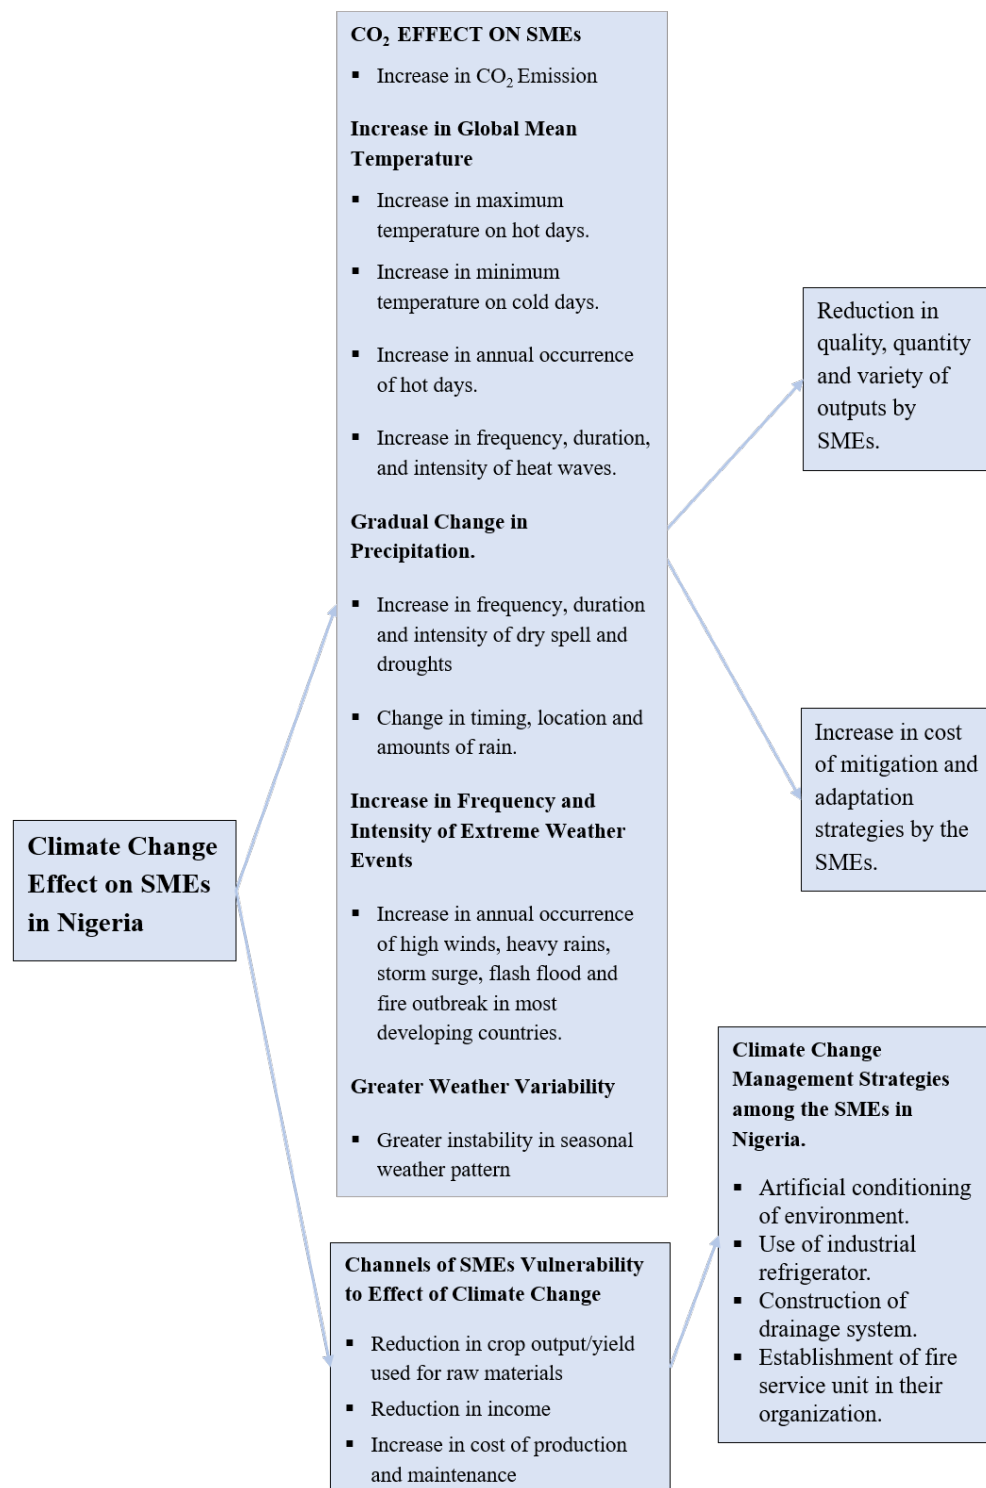 CO₂ EFFECT ON SMEs
▪ Increase in CO₂ Emission
Increase in Global Mean
Temperature
▪ Increase in maximum
temperature on hot days.
▪ Increase in minimum
temperature on cold days.
▪ Increase in annual occurrence
of hot days.
▪ Increase in frequency, duration,
and intensity of heat waves.
Gradual Change in
Precipitation.
▪ Increase in frequency, duration
and intensity of dry spell and
droughts
▪ Change in timing, location and
amounts of rain.
Increase in Frequency and
Intensity of Extreme Weather
Events
▪ Increase in annual occurrence
of high winds, heavy rains,
storm surge, flash flood and
fire outbreak in most
developing countries.
Greater Weather Variability
▪ Greater instability in seasonal
weather pattern
Reduction in
quality, quantity
and variety of
outputs by
SMEs.
Increase in cost
of mitigation and
adaptation
strategies by the
SMEs.
Climate Change
Effect on SMEs
in Nigeria
Channels of SMEs Vulnerability
to Effect of Climate Change
▪ Reduction in crop output/yield
used for raw materials
▪ Reduction in income
▪ Increase in cost of production
and maintenance
Climate Change
Management Strategies
among the SMEs in
Nigeria.
▪ Artificial conditioning
of environment.
▪ Use of industrial
refrigerator.
▪ Construction of
drainage system.
▪ Establishment of fire
service unit in their
organization.